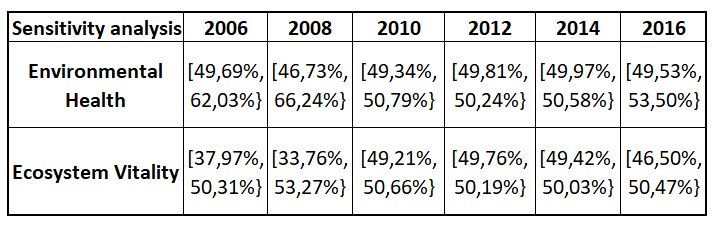 Sensitivity analysis 2006 2008 2010 2012 2014 2016
Environmental Health [49,69%, 62,03%} [46,73%, 66,24%} [49,34%, 50,79%} [49,81%, 50,24%} [49,97%, 50,58%} [49,53%, 53,50%}
Ecosystem Vitality [37,97%, 50,31%} [33,76%, 53,27%} [49,21%, 50,66%} [49,76%, 50,19%} [49,42%, 50,03%} [46,50%, 50,47%}